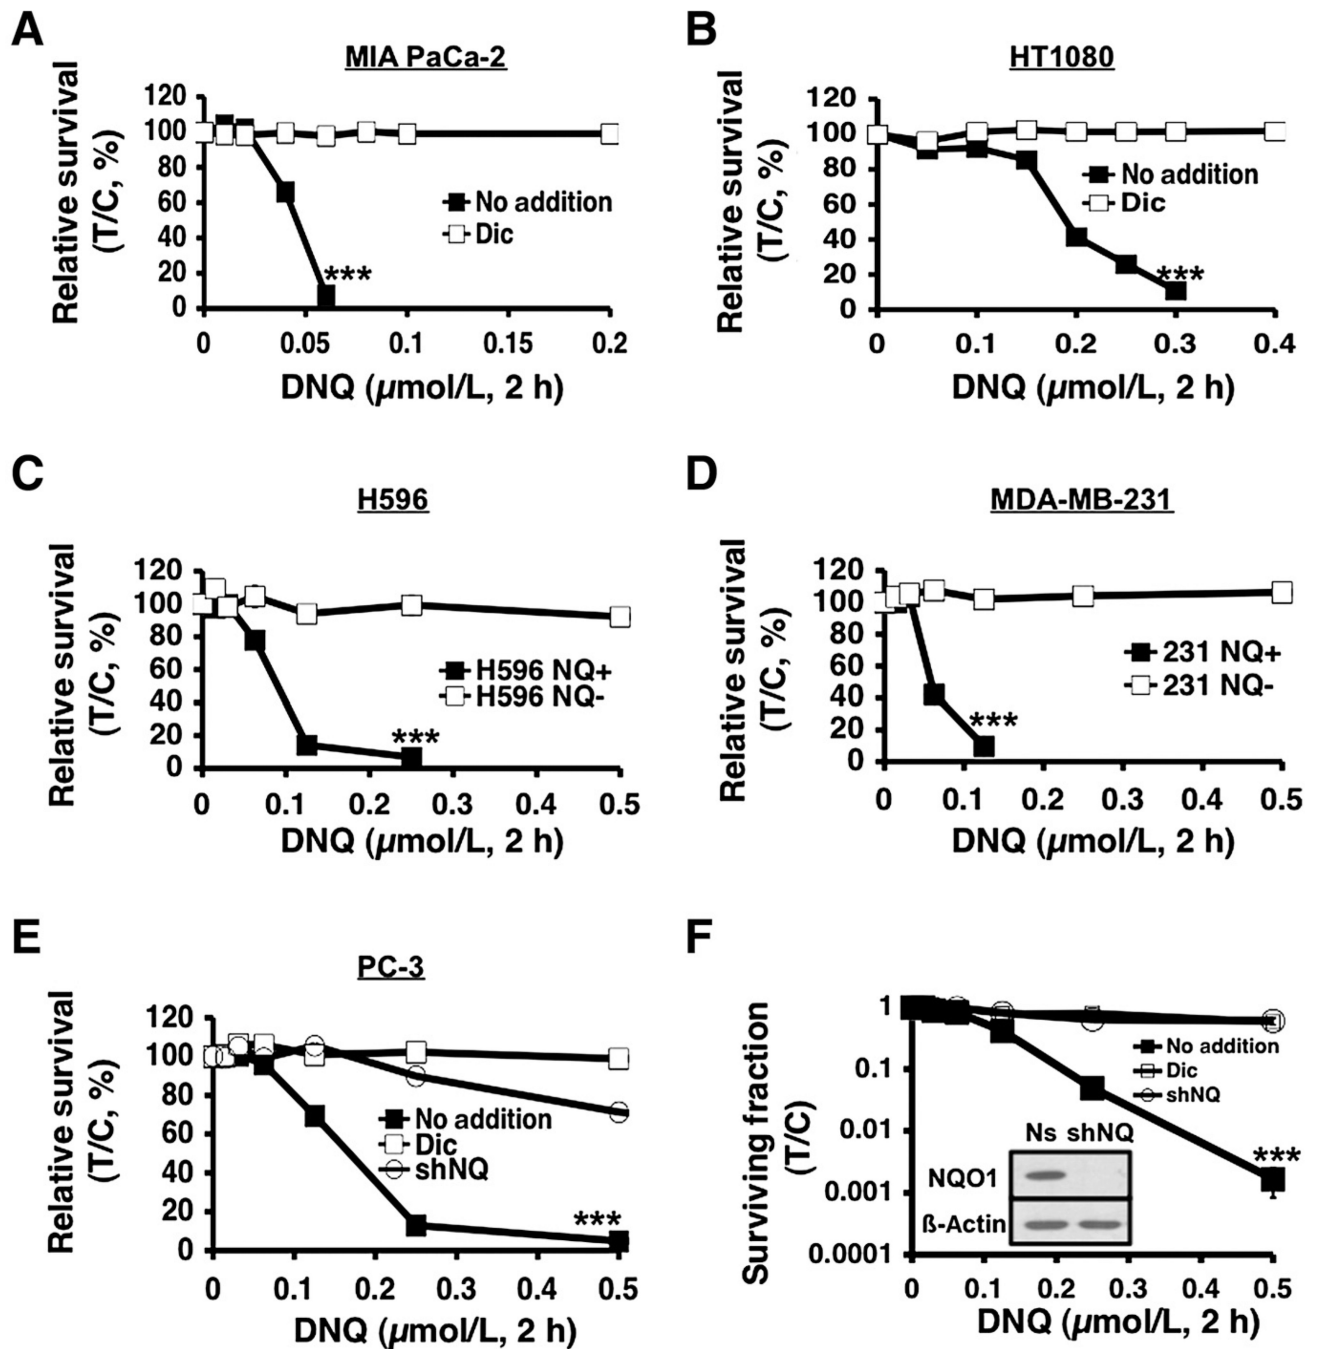 A
MIA PaCa-2
Relative survival
(T/C, %)
120
100
80
60
40
20
0
No addition
Dic
***
0 0.05 0.1 0.15 0.2
DNQ (µmol/L, 2 h)
B
HT1080
Relative survival
(T/C, %)
120
100
80
60
40
20
0
No addition
Dic
***
0 0.1 0.2 0.3 0.4
DNQ (µmol/L, 2 h)
C
H596
Relative survival
(T/C, %)
120
100
80
60
40
20
0
H596 NQ+
H596 NQ-
***
0 0.1 0.2 0.3 0.4 0.5
DNQ (µmol/L, 2 h)
D
MDA-MB-231
Relative survival
(T/C, %)
120
100
80
60
40
20
0
231 NQ+
231 NQ-
***
0 0.1 0.2 0.3 0.4 0.5
DNQ (µmol/L, 2 h)
E
PC-3
Relative survival
(T/C, %)
120
100
80
60
40
20
0
No addition
Dic
shNQ
***
0 0.1 0.2 0.3 0.4 0.5
DNQ (µmol/L, 2 h)
F
Surviving fraction
(T/C)
1
0.1
0.01
0.001
0.0001
No addition
Dic
shNQ
Ns shNQ
NQO1
ß-Actin
***
0 0.1 0.2 0.3 0.4 0.5
DNQ (µmol/L, 2 h)